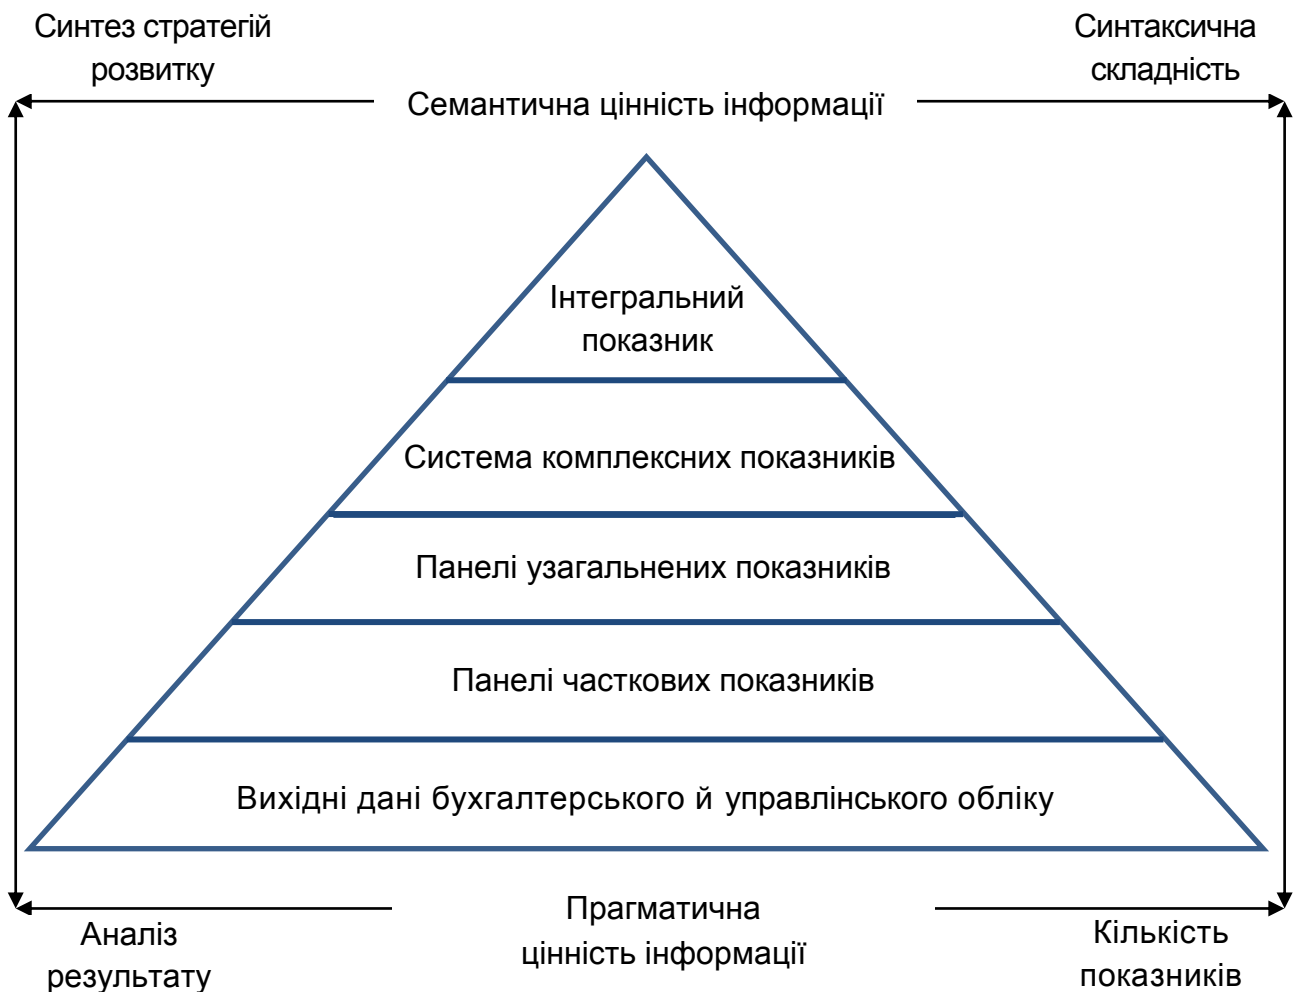 Синтез стратегій
розвитку
Синтаксична
складність
Семантична цінність інформації
Інтегральний
показник
Система комплексних показників
Панелі узагальнених показників
Панелі часткових показників
Вихідні дані бухгалтерського й управлінського обліку
Прагматична
цінність інформації
Аналіз
результату
Кількість
показників